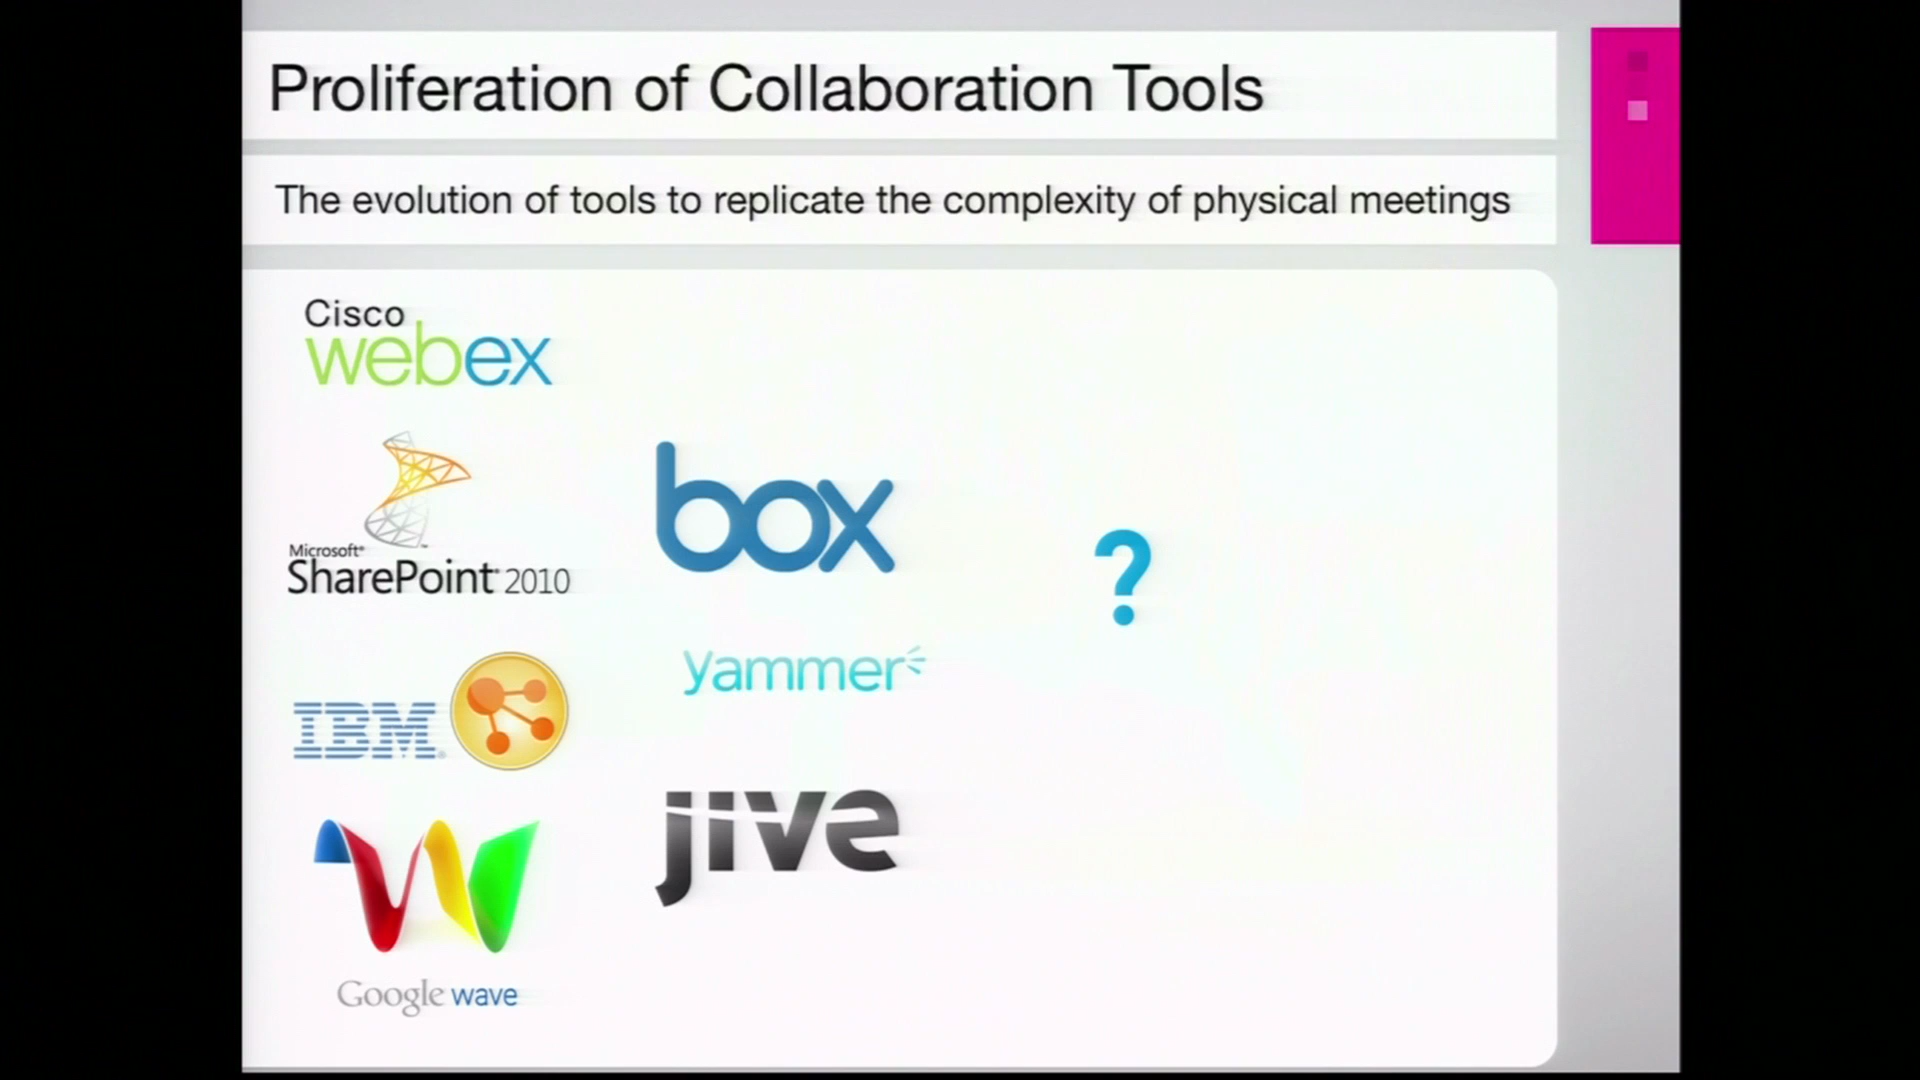 Proliferation of Collaboration Tools
The evolution of tools to replicate the complexity of physical meetings
Cisco
webex
Microsoft®
SharePoint® 2010
IBM®
Google wave
box
yammer
jive
?